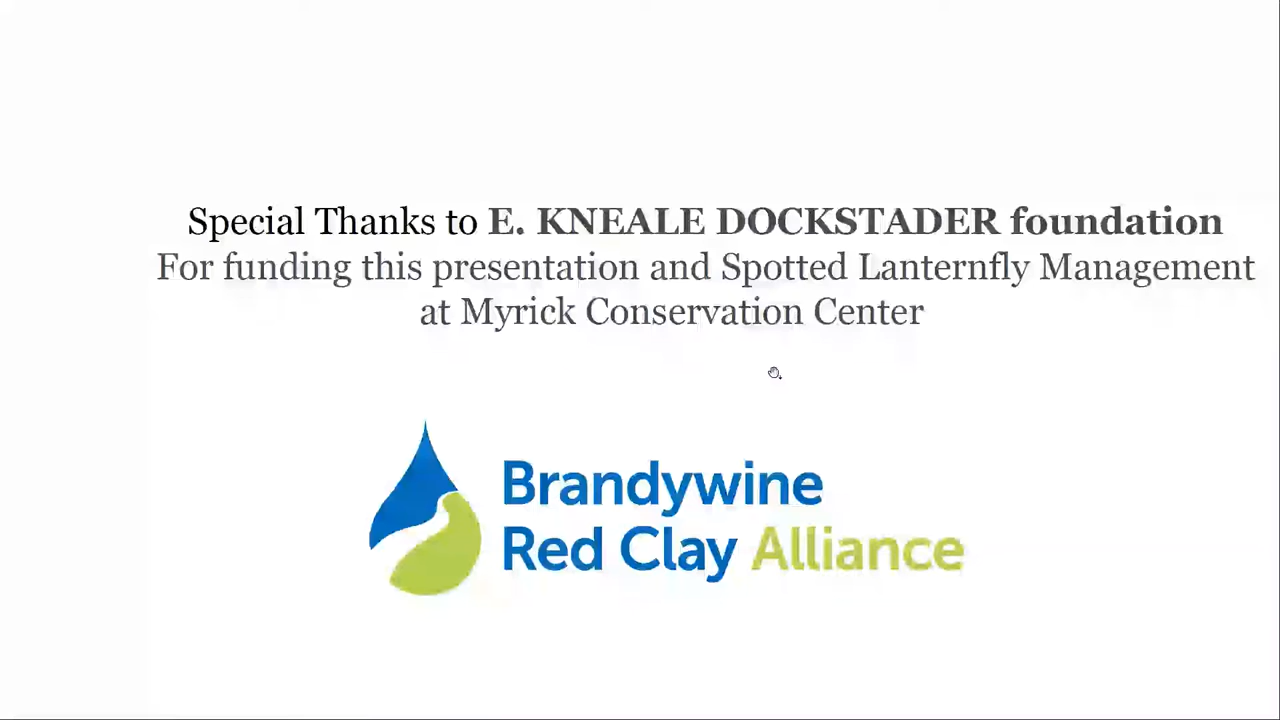 Special Thanks to E. KNEALE DOCKSTADER foundation
For funding this presentation and Spotted Lanternfly Management
at Myrick Conservation Center
Brandywine
Red Clay Alliance